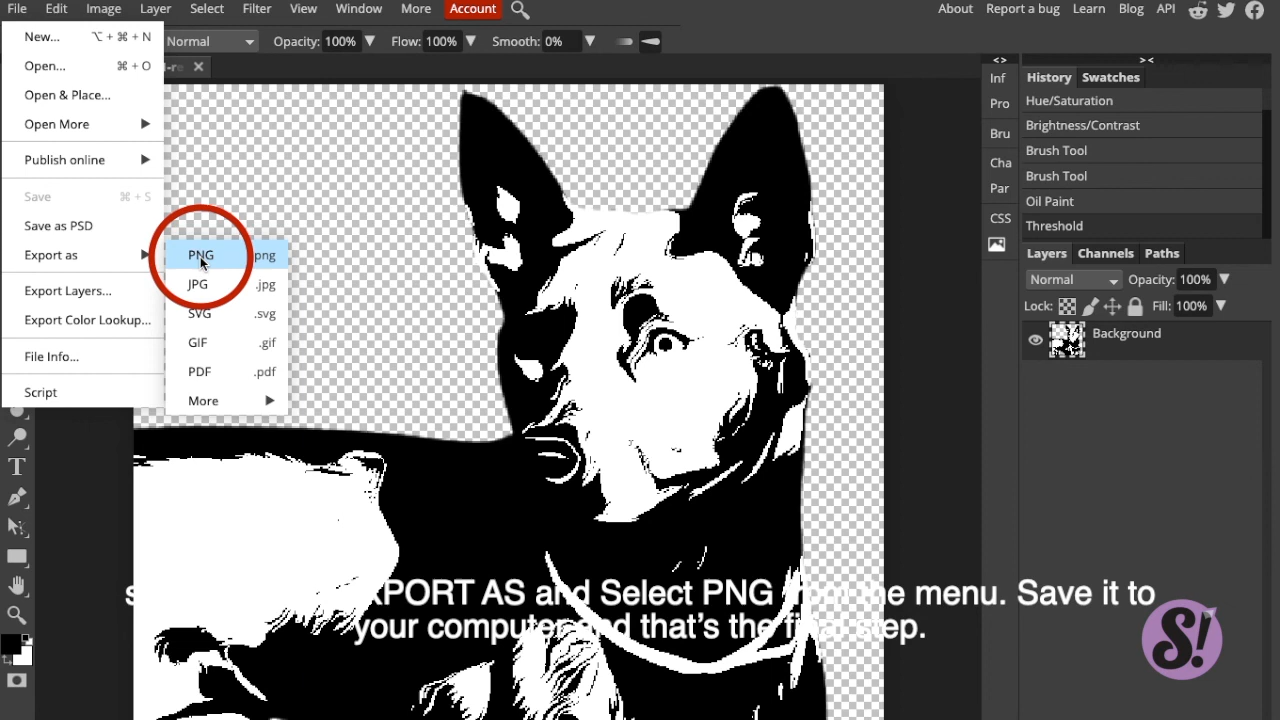 File Edit Image Layer Select Filter View Window More Account About Report a bug Learn Blog API
New... ⌥ + ⌘ + N
Normal Opacity: 100% Flow: 100% Smooth: 0%
Open... ⌘ + O
Open & Place...
Open More
Publish online
Save ⌘ + S
Save as PSD
Export as
Export Layers...
Export Color Lookup...
File Info...
Script
PNG .png
JPG .jpg
SVG .svg
GIF .gif
PDF .pdf
More
<> ><
Inf
Pro
Bru
Cha
Par
CSS
History Swatches
Hue/Saturation
Brightness/Contrast
Brush Tool
Brush Tool
Oil Paint
Threshold
Layers Channels Paths
Normal Opacity: 100%
Lock: Fill: 100%
Background
T
AS and Select PNG the menu. Save it to
your computer and that's the final step.
S!